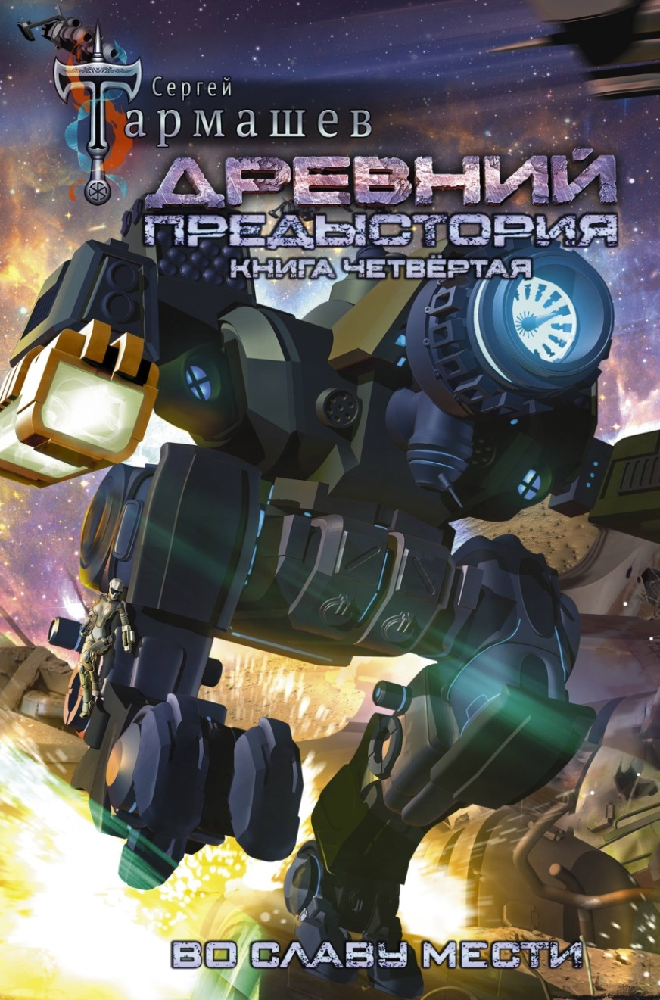 Сергей
Тармашев
ДРЕВНИЙ
ПРЕДЫСТОРИЯ
КНИГА ЧЕТВЁРТАЯ
ВО СЛАВУ МЕСТИ